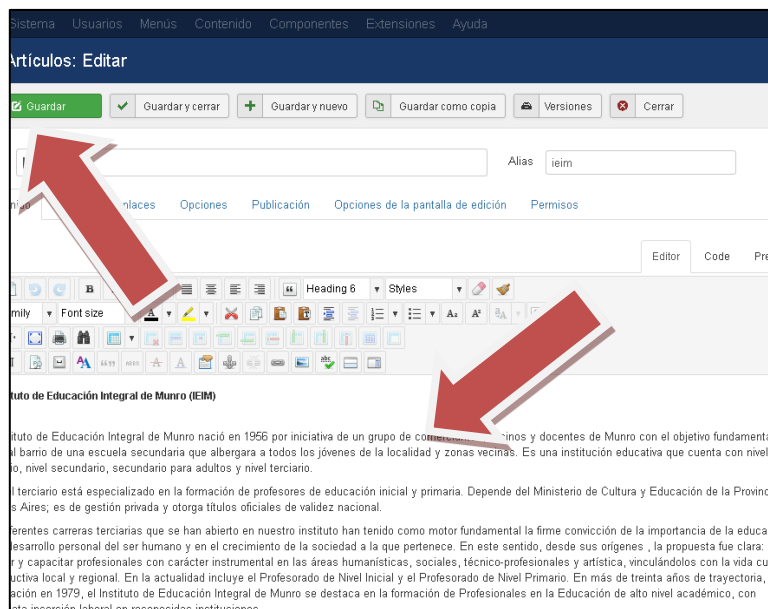 Sistema Usuarios Menús Contenido Componentes Extensiones Ayuda
Artículos: Editar
Guardar Guardar y cerrar Guardar y nuevo Guardar como copia Versiones Cerrar
Alias ieim
Opciones Publicación Opciones de la pantalla de edición Permisos
Editor Code
B Heading 6 Styles
Font size A
(IEIM)
tuto de Educación Integral de Munro (IEIM)
ituto de Educación Integral de Munro nació en 1956 por iniciativa de un grupo de y docentes de Munro con el objetivo fundamenta
l barrio de una escuela secundaria que albergara a todos los jóvenes de la localidad y zonas vecinas. Es una institución educativa que cuenta con nivel
io, nivel secundario, secundario para adultos y nivel terciario.
l terciario está especializado en la formación de profesores de educación inicial y primaria. Depende del Ministerio de Cultura y Educación de la Provinc
s Aires; es de gestión privada y otorga títulos oficiales de validez nacional.
ferentes carreras terciarias que se han abierto en nuestro instituto han tenido como motor fundamental la firme convicción de la importancia de la educa
desarrollo personal del ser humano y en el crecimiento de la sociedad a la que pertenece. En este sentido, desde sus orígenes , la propuesta fue clara:
r y capacitar profesionales con carácter instrumental en las áreas humanísticas, sociales, técnico-profesionales y artística, vinculándolos con la vida cu
uctiva local y regional. En la actualidad incluye el Profesorado de Nivel Inicial y el Profesorado de Nivel Primario. En más de treinta años de trayectoria,
ación en 1979, el Instituto de Educación Integral de Munro se destaca en la formación de Profesionales en la Educación de alto nivel académico, con
inserción laboral en reconocidas instituciones